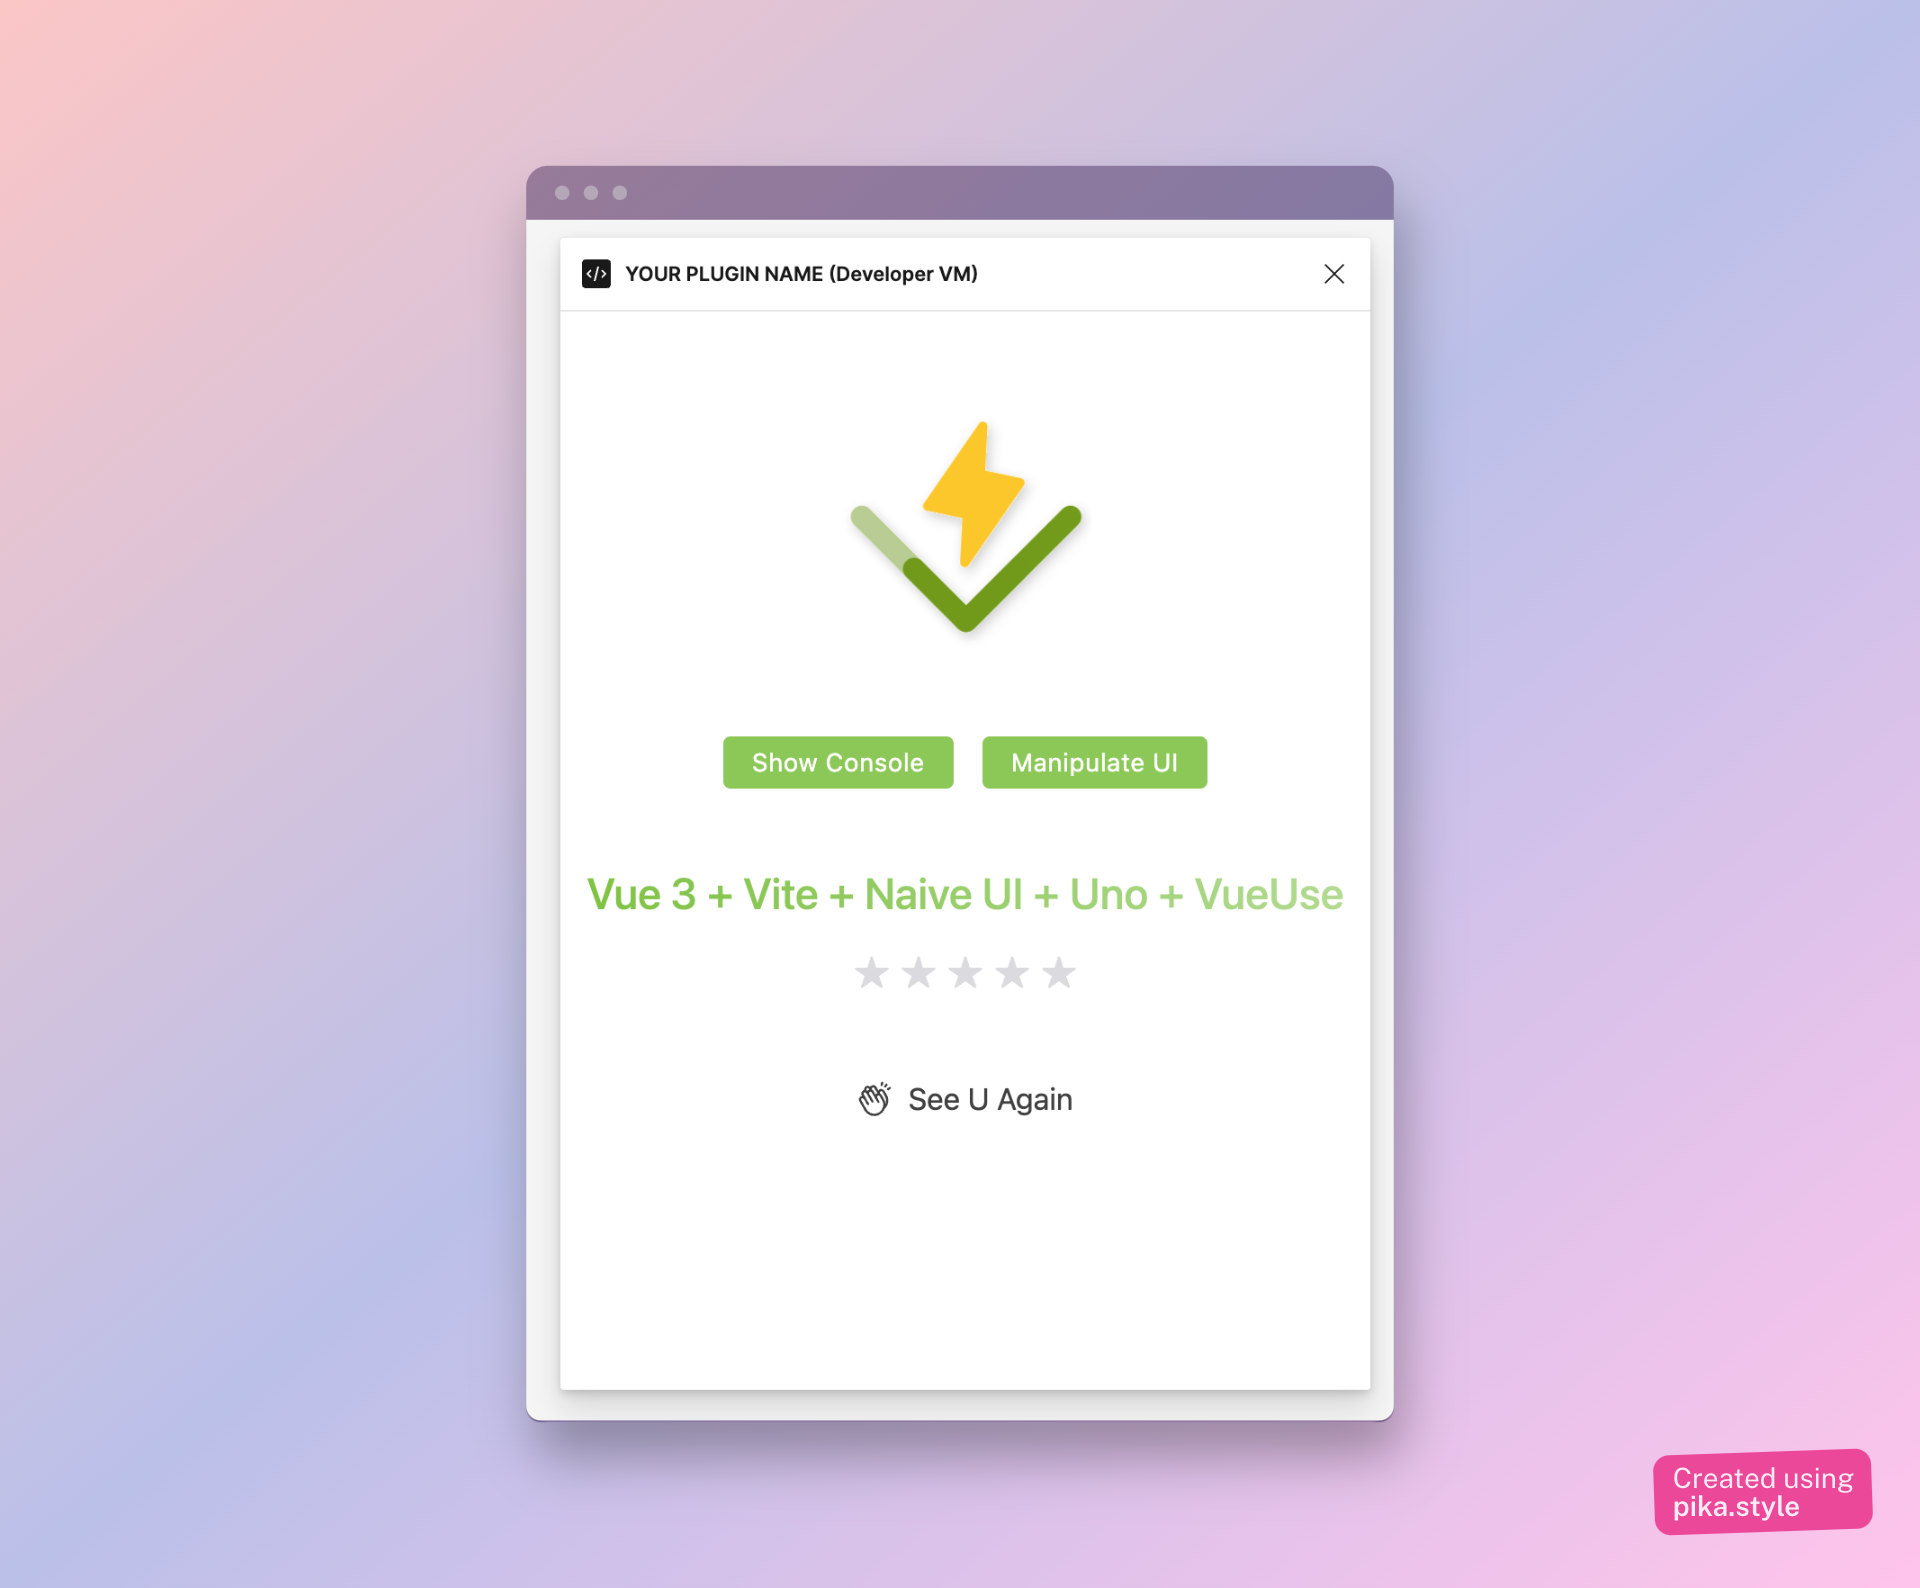 </> YOUR PLUGIN NAME (Developer VM)
Show Console
Manipulate UI
Vue 3 + Vite + Naive UI + Uno + VueUse
See U Again
Created using
pika.style